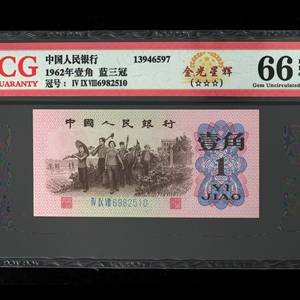 CG
GUARANTY
中国人民银行 13946597
1962年壹角 蓝三冠
冠号： IV IX VIII6982510
金光星辉
(☆☆☆)
66
Gem Uncirculated
中国人民银行
壹角
1
YI
JIAO
IV IX VIII 6982510